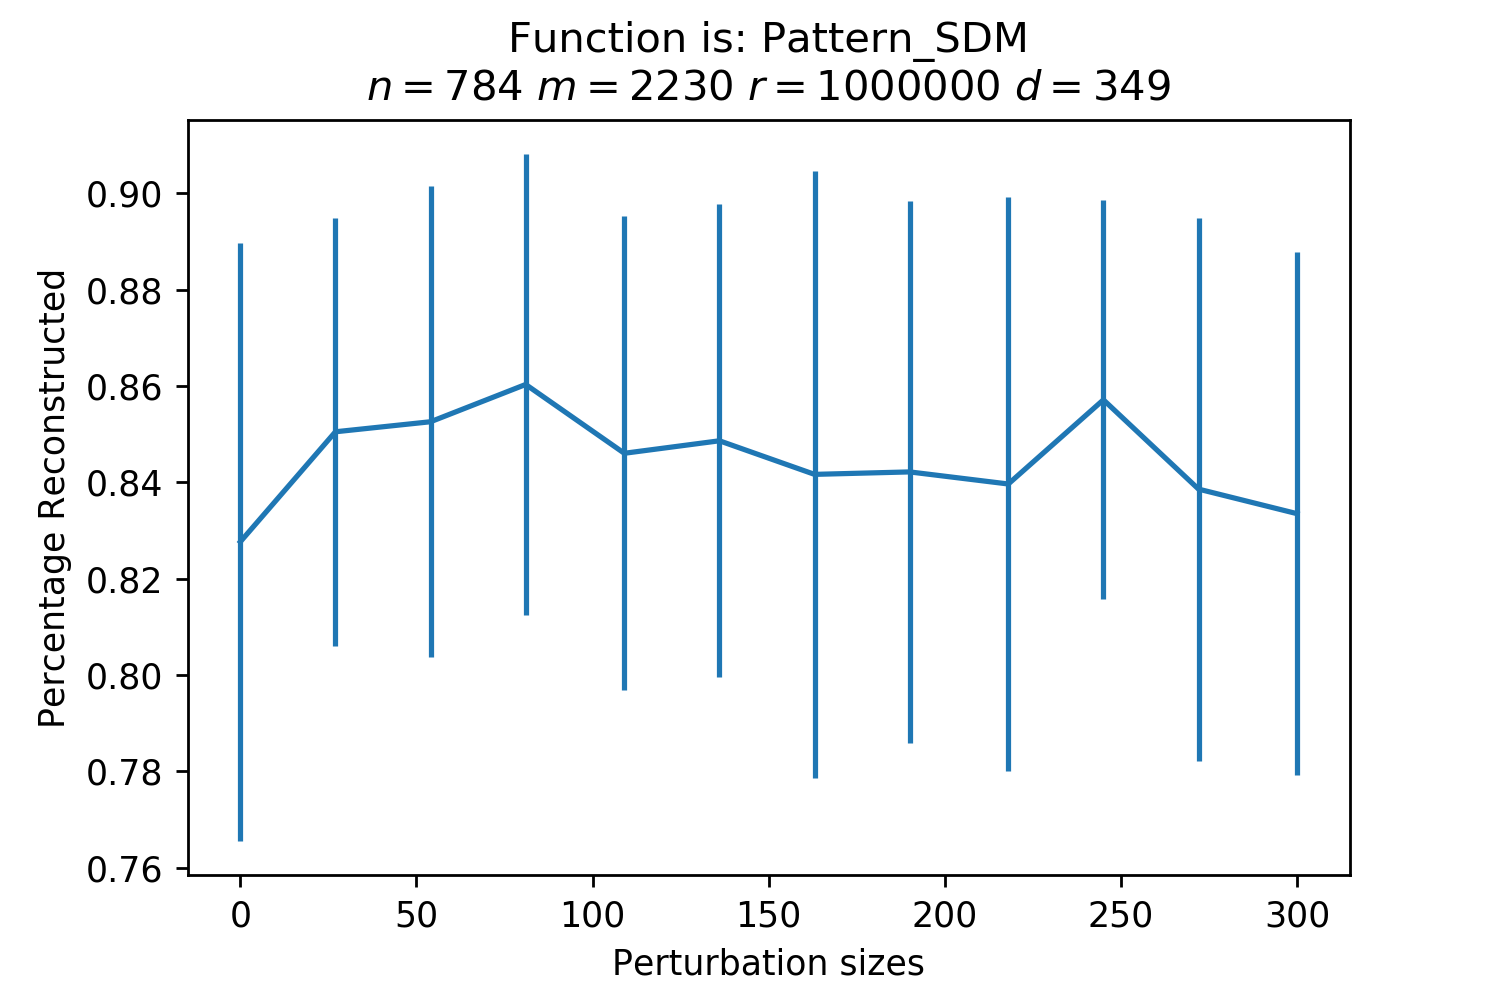 Function is: Pattern_SDM
n = 784 m = 2230 r = 1000000 d = 349
Percentage Reconstructed
0.90
0.88
0.86
0.84
0.82
0.80
0.78
0.76
0 50 100 150 200 250 300
Perturbation sizes